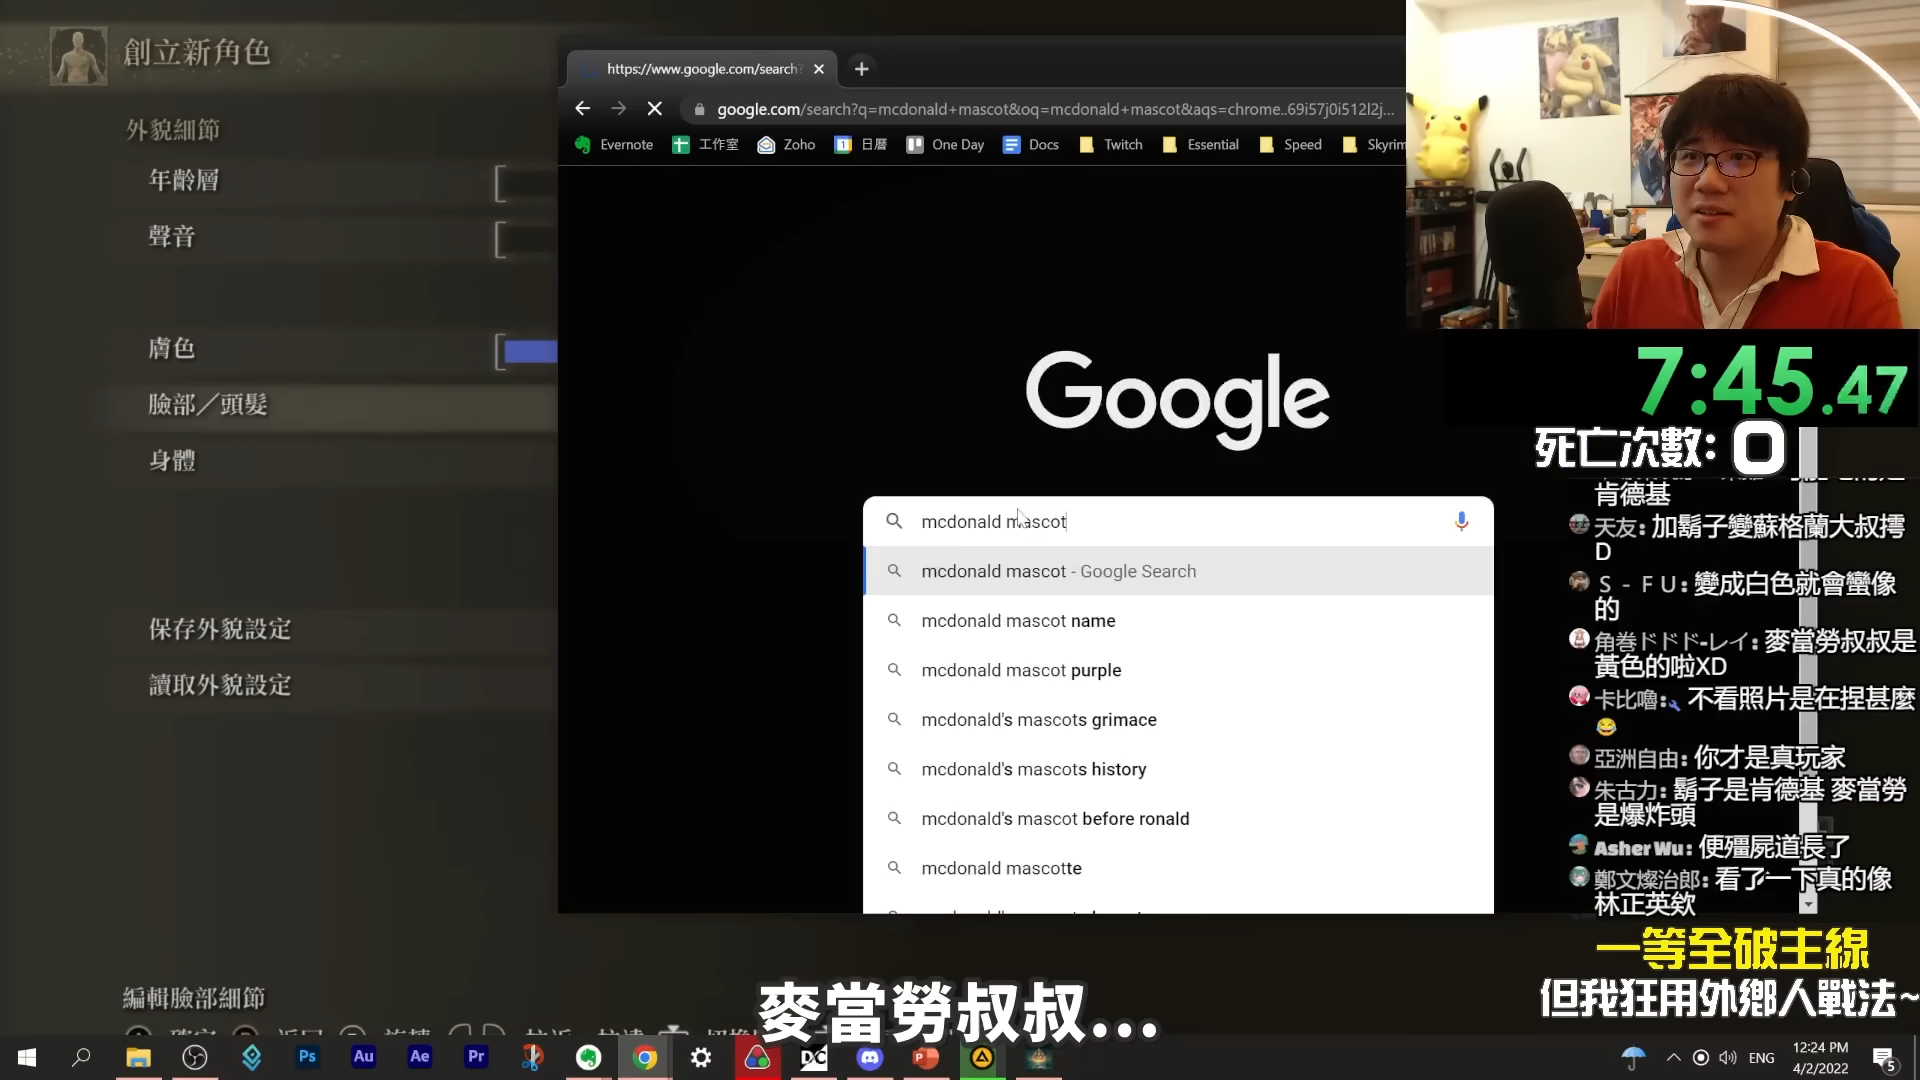 創立新角色
外貌細節
年齡層
聲音
膚色
臉部／頭髮
身體
保存外貌設定
讀取外貌設定
編輯臉部細節
https://www.google.com/search?
google.com/search?q=mcdonald+mascot&oq=mcdonald+mascot&aqs=chrome..69i57j0i512l2j...
Evernote 工作室 Zoho 日曆 One Day Docs Twitch Essential Speed Skyrim
Google
mcdonald mascot
mcdonald mascot - Google Search
mcdonald mascot name
mcdonald mascot purple
mcdonald's mascots grimace
mcdonald's mascots history
mcdonald's mascot before ronald
mcdonald mascotte
7:45.47
死亡次數: 0
肯德基
天友: 加鬍子變蘇格蘭大叔撐
D
S - F U: 變成白色就會蠻像
的
角巻ドドド-レイ: 麥當勞叔叔是
黃色的啦XD
卡比嚕: 不看照片是在捏甚麼
亞洲自由: 你才是真玩家
朱古力: 鬍子是肯德基 麥當勞
是爆炸頭
Asher Wu: 便殭屍道長了
鄭文燦治郎: 看了一下真的像
林正英欸
一等全破主線
但我狂用外鄉人戰法~
麥當勞叔叔...
Ps Au Ae Pr DC
ENG
12:24 PM
4/2/2022
5